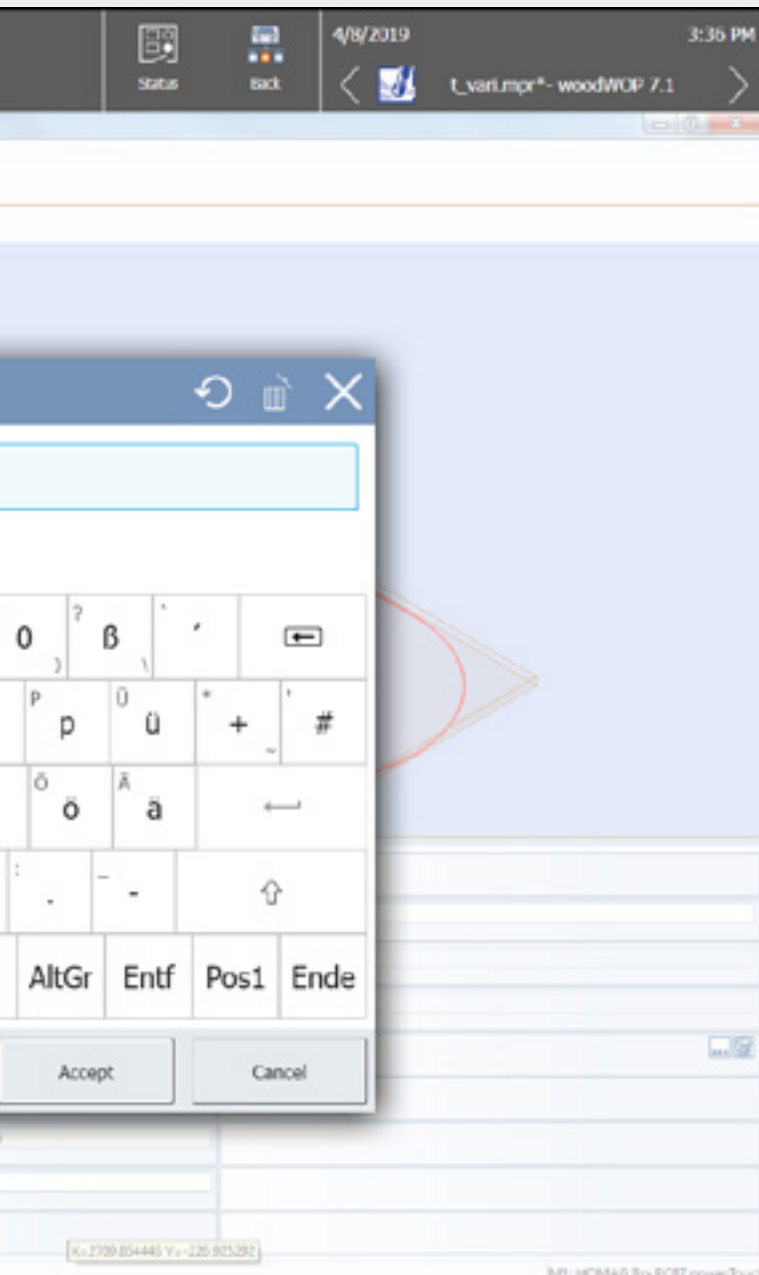 4/8/2019 3:36 PM
Status Back t_vari.mpr*- woodWOP 7.1
0 ) ? ß \ ` ´
P p Ü ü * + ~ ' #
Ö ö Ä ä
: . _ -
AltGr Entf Pos1 Ende
Accept Cancel